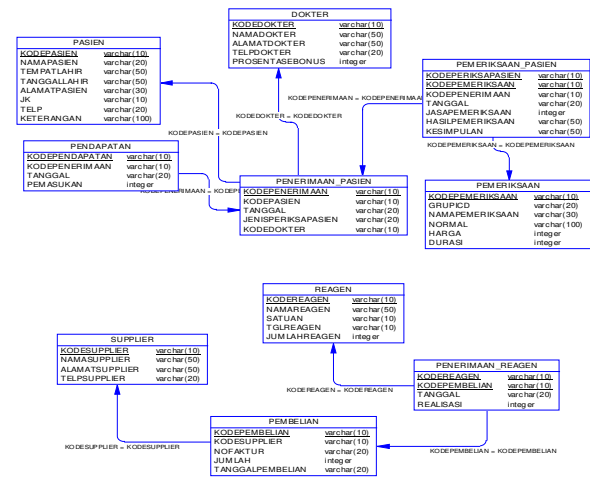 DOKTER
KODEDOKTER varchar(10)
NAMADOKTER varchar(50)
ALAMATDOKTER varchar(50)
TELPDOKTER varchar(20)
PROSENTASEBONUS integer
PASIEN
KODEPASIEN varchar(10)
NAMAPASIEN varchar(20)
TEMPATLAHIR varchar(50)
TANGGALLAHIR varchar(50)
ALAMATPASIEN varchar(30)
JK varchar(10)
TELP varchar(20)
KETERANGAN varchar(100)
PEMERIKSAAN_PASIEN
KODEPERIKSAPASIEN varchar(10)
KODEPEMERIKSAAN varchar(10)
KODEPENERIMAAN varchar(10)
TANGGAL varchar(20)
JASAPEMERIKSAAN integer
HASILPEMERIKSAAN varchar(50)
KESIMPULAN varchar(50)
KODEPENERIMAAN = KODEPENERIMAAN
KODEDOKTER = KODEDOKTER
KODEPASIEN = KODEPASIEN
KODEPEMERIKSAAN = KODEPEMERIKSAAN
PENDAPATAN
KODEPENDAPATAN varchar(10)
KODEPENERIMAAN varchar(10)
TANGGAL varchar(20)
PEMASUKAN integer
KODEPENERIMAAN = KODEP
PENERIMAAN_PASIEN
KODEPENERIMAAN varchar(10)
KODEPASIEN varchar(10)
TANGGAL varchar(20)
JENISPERIKSAPASIEN varchar(20)
KODEDOKTER varchar(10)
PEMERIKSAAN
KODEPEMERIKSAAN varchar(10)
GRUPICD varchar(20)
NAMAPEMERIKSAAN varchar(30)
NORMAL varchar(100)
HARGA integer
DURASI integer
REAGEN
KODEREAGEN varchar(10)
NAMAREAGEN varchar(50)
SATUAN varchar(10)
TGLREAGEN varchar(10)
JUMLAHREAGEN integer
SUPPLIER
KODESUPPLIER varchar(10)
NAMASUPPLIER varchar(50)
ALAMATSUPPLIER varchar(50)
TELPSUPPLIER varchar(20)
PENERIMAAN_REAGEN
KODEREAGEN varchar(10)
KODEPEMBELIAN varchar(10)
TANGGAL varchar(20)
REALISASI integer
KODEREAGEN = KODEREAGEN
PEMBELIAN
KODEPEMBELIAN varchar(10)
KODESUPPLIER varchar(10)
NOFAKTUR varchar(20)
JUMLAH integer
TANGGALPEMBELIAN varchar(20)
KODESUPPLIER = KODESUPPLIER
KODEPEMBELIAN = KODEPEMBELIAN